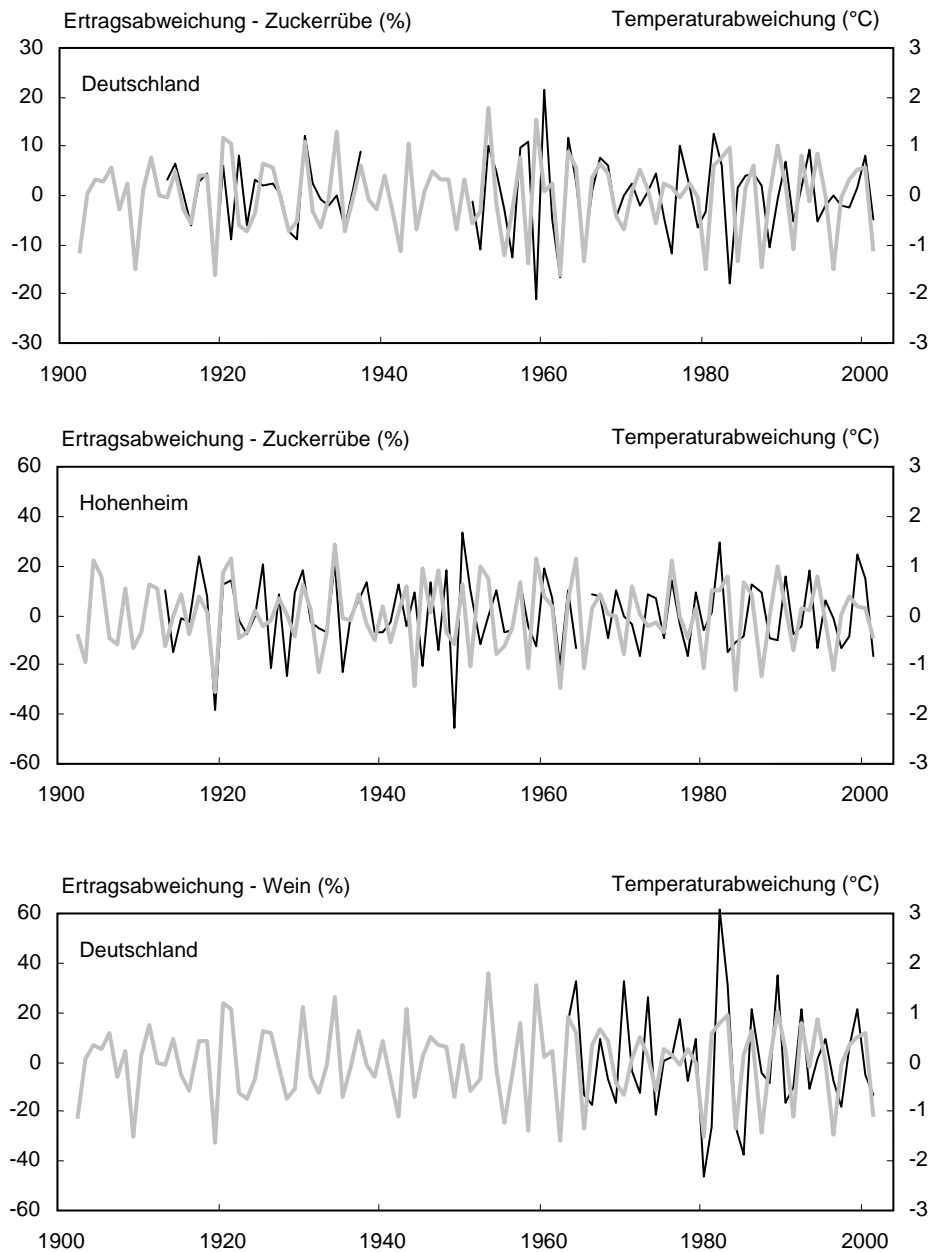 Ertragsabweichung - Zuckerrübe (%) Temperaturabweichung (°C)
30 3
Deutschland
20 2
10 1
0 0
-10 -1
-20 -2
-30 -3
1900 1920 1940 1960 1980 2000
Ertragsabweichung - Zuckerrübe (%) Temperaturabweichung (°C)
60 3
Hohenheim
40 2
20 1
0 0
-20 -1
-40 -2
-60 -3
1900 1920 1940 1960 1980 2000
Ertragsabweichung - Wein (%) Temperaturabweichung (°C)
60 3
Deutschland
40 2
20 1
0 0
-20 -1
-40 -2
-60 -3
1900 1920 1940 1960 1980 2000